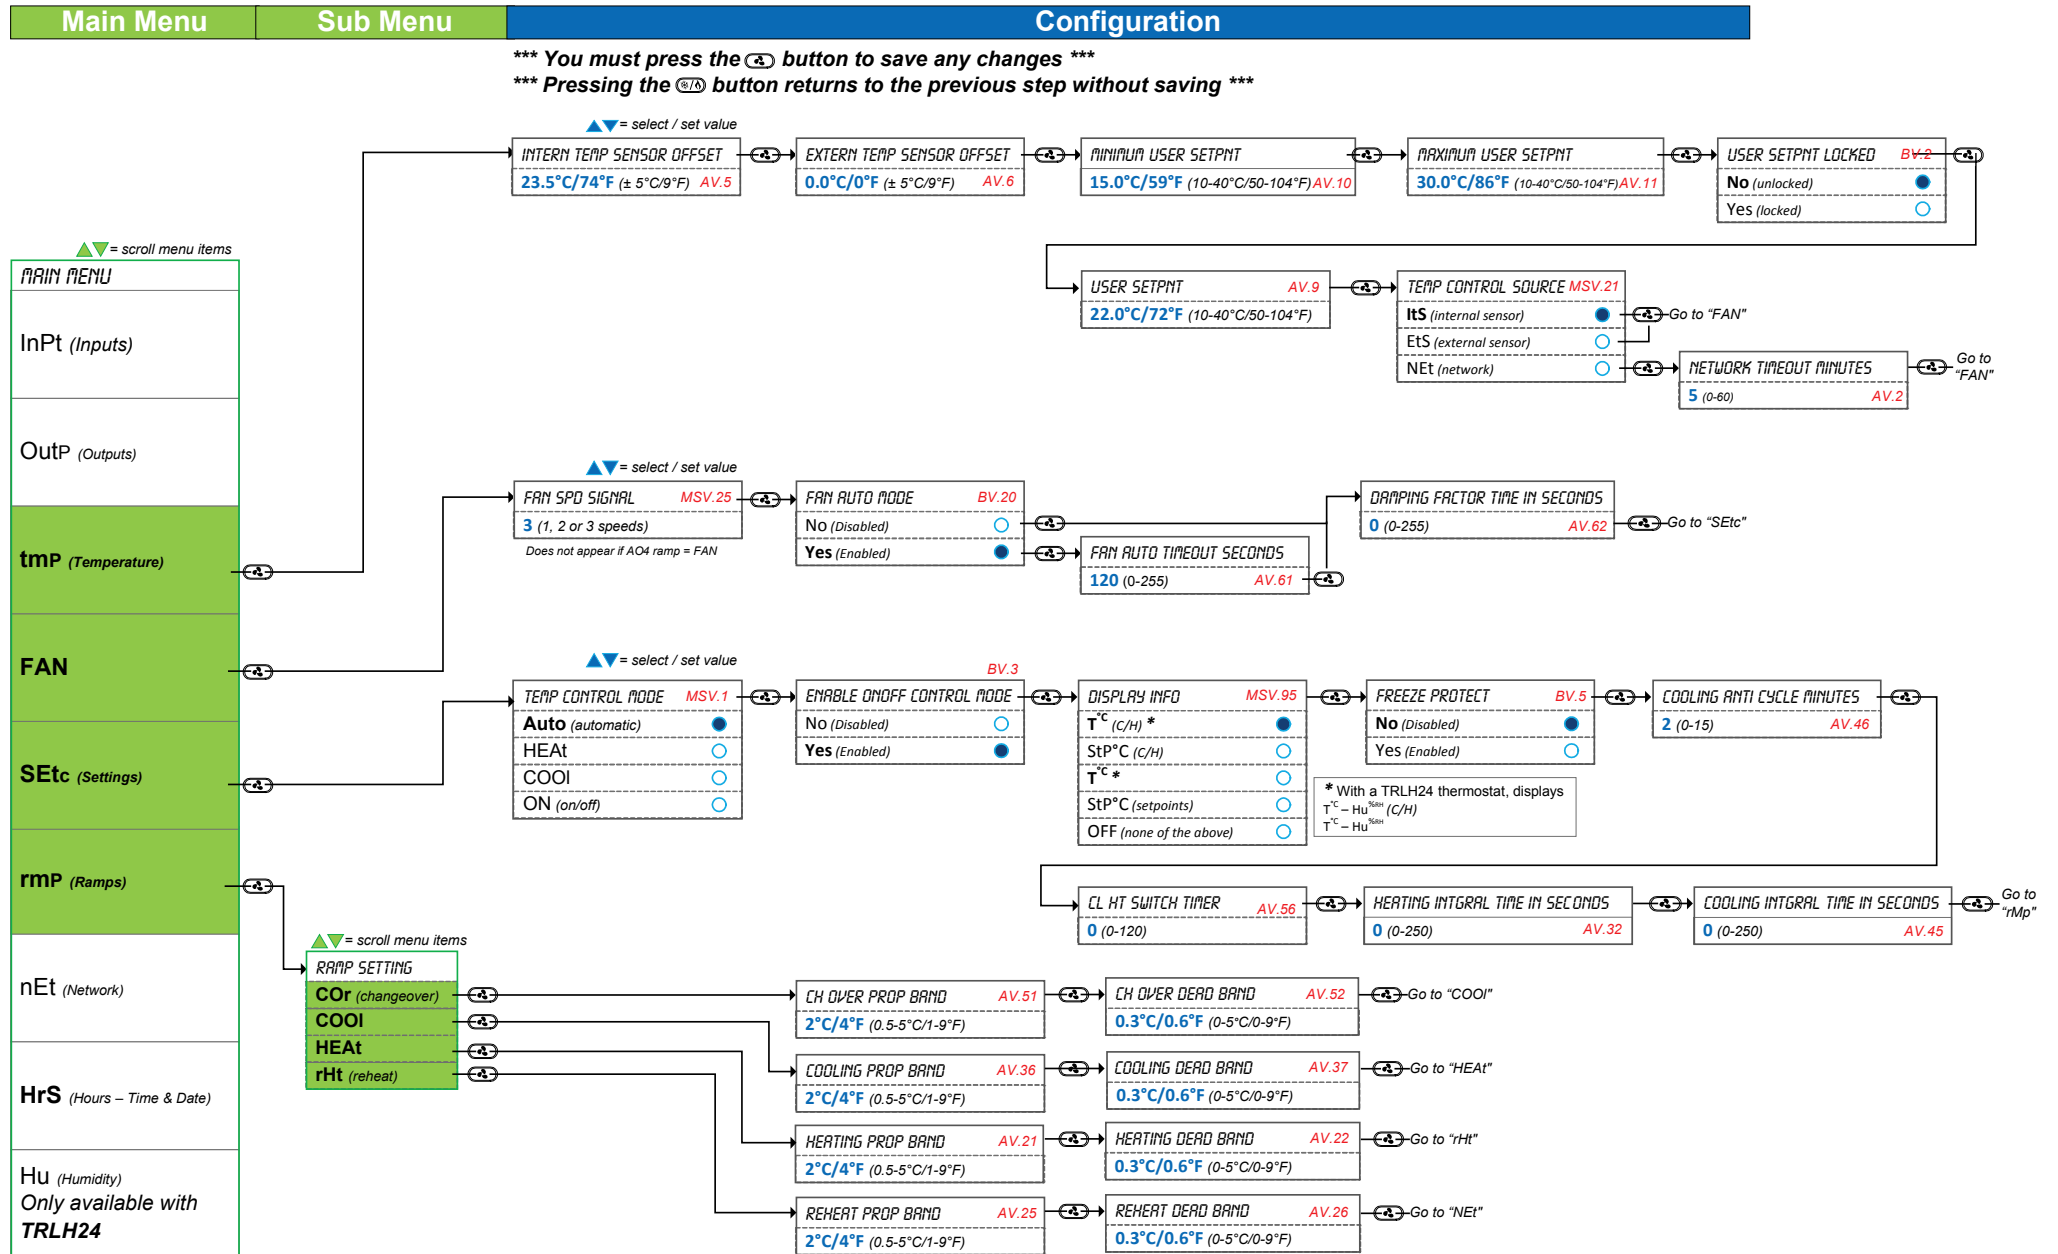 Main Menu
Sub Menu
Configuration
*** You must press the button to save any changes ***
*** Pressing the button returns to the previous step without saving ***
= select / set value
INTERN TEMP SENSOR OFFSET
23.5°C/74°F (± 5°C/9°F) AV.5
EXTERN TEMP SENSOR OFFSET
0.0°C/0°F (± 5°C/9°F) AV.6
MINIMUM USER SETPNT
15.0°C/59°F (10-40°C/50-104°F) AV.10
MAXIMUM USER SETPNT
30.0°C/86°F (10-40°C/50-104°F) AV.11
USER SETPNT LOCKED BV.2
No (unlocked)
Yes (locked)
USER SETPNT AV.9
22.0°C/72°F (10-40°C/50-104°F)
TEMP CONTROL SOURCE MSV.21
ItS (internal sensor)
Go to "FAN"
EtS (external sensor)
NEt (network)
NETWORK TIMEOUT MINUTES
5 (0-60) AV.2
Go to
"FAN"
= scroll menu items
MAIN MENU
InPt (Inputs)
OutP (Outputs)
tmP (Temperature)
FAN
SEtc (Settings)
rmP (Ramps)
nEt (Network)
HrS (Hours – Time & Date)
Hu (Humidity)
Only available with
TRLH24
= select / set value
FAN SPD SIGNAL MSV.25
3 (1, 2 or 3 speeds)
Does not appear if AO4 ramp = FAN
FAN AUTO MODE BV.20
No (Disabled)
Yes (Enabled)
FAN AUTO TIMEOUT SECONDS
120 (0-255) AV.61
DAMPING FACTOR TIME IN SECONDS
0 (0-255) AV.62
Go to "SEtc"
= select / set value
TEMP CONTROL MODE MSV.1
Auto (automatic)
HEAt
COOl
ON (on/off)
BV.3
ENABLE ONOFF CONTROL MODE
No (Disabled)
Yes (Enabled)
DISPLAY INFO MSV.95
T°C (C/H) *
StP°C (C/H)
T°C *
StP°C (setpoints)
OFF (none of the above)
* With a TRLH24 thermostat, displays
T°C – Hu%RH (C/H)
T°C – Hu%RH
FREEZE PROTECT BV.5
No (Disabled)
Yes (Enabled)
COOLING ANTI CYCLE MINUTES
2 (0-15) AV.46
CL HT SWITCH TIMER AV.56
0 (0-120)
HEATING INTGRAL TIME IN SECONDS
0 (0-250) AV.32
COOLING INTGRAL TIME IN SECONDS
0 (0-250) AV.45
Go to
"rMp"
= scroll menu items
RAMP SETTING
COr (changeover)
COOl
HEAt
rHt (reheat)
CH OVER PROP BAND AV.51
2°C/4°F (0.5-5°C/1-9°F)
CH OVER DEAD BAND AV.52
0.3°C/0.6°F (0-5°C/0-9°F)
Go to "COOl"
COOLING PROP BAND AV.36
2°C/4°F (0.5-5°C/1-9°F)
COOLING DEAD BAND AV.37
0.3°C/0.6°F (0-5°C/0-9°F)
Go to "HEAt"
HEATING PROP BAND AV.21
2°C/4°F (0.5-5°C/1-9°F)
HEATING DEAD BAND AV.22
0.3°C/0.6°F (0-5°C/0-9°F)
Go to "rHt"
REHEAT PROP BAND AV.25
2°C/4°F (0.5-5°C/1-9°F)
REHEAT DEAD BAND AV.26
0.3°C/0.6°F (0-5°C/0-9°F)
Go to "NEt"